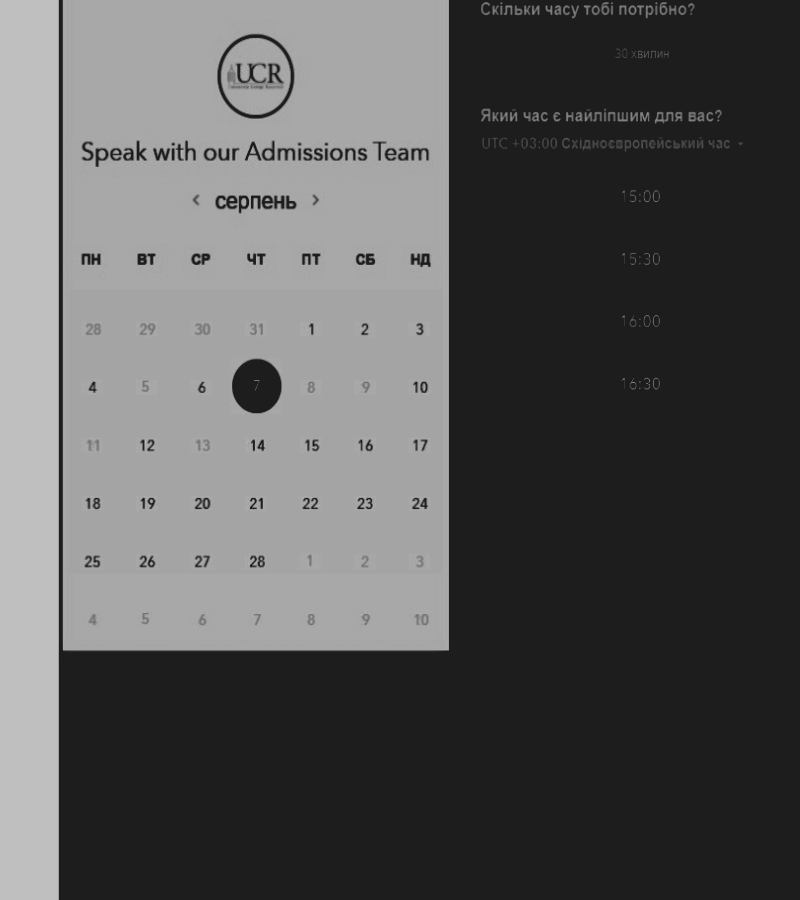 UCR
Speak with our Admissions Team
‹ серпень ›
ПН ВТ СР ЧТ ПТ СБ НД
28 29 30 31 1 2 3
4 5 6 7 8 9 10
11 12 13 14 15 16 17
18 19 20 21 22 23 24
25 26 27 28 1 2 3
4 5 6 7 8 9 10
Скільки часу тобі потрібно?
30 хвилин
Який час є найліпшим для вас?
UTC +03:00 Східноєвропейський час
15:00
15:30
16:00
16:30